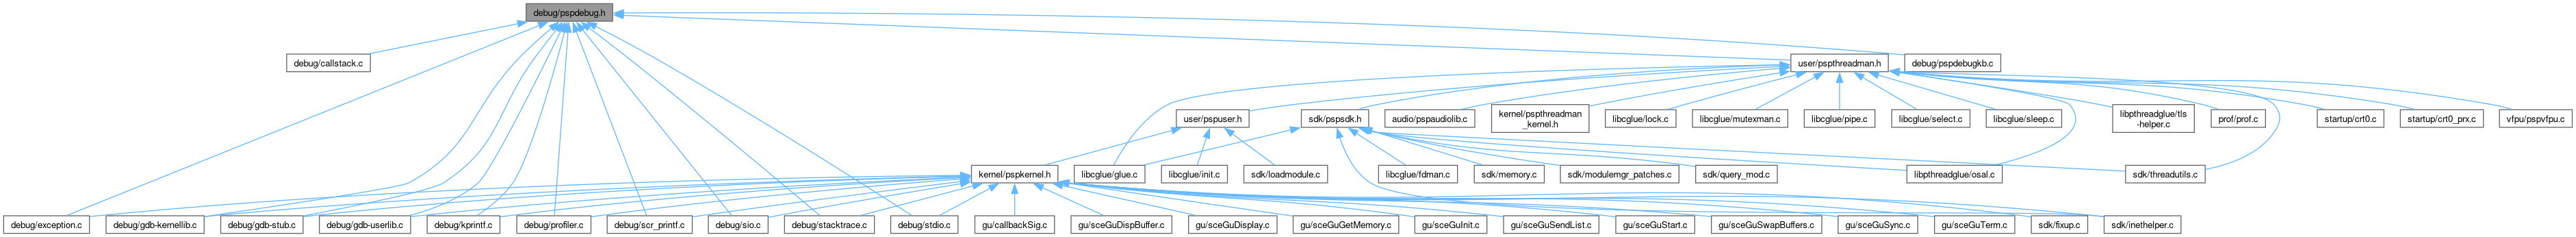 debug/pspdebug.h
debug/callstack.c
user/pspthreadman.h
debug/pspdebugkb.c
user/pspuser.h
sdk/pspsdk.h
audio/pspaudiolib.c
kernel/pspthreadman
_kernel.h
libcglue/lock.c
libcglue/mutexman.c
libcglue/pipe.c
libcglue/select.c
libcglue/sleep.c
libpthreadglue/tls
-helper.c
prof/prof.c
startup/crt0.c
startup/crt0_prx.c
vfpu/pspvfpu.c
kernel/pspkernel.h
libcglue/glue.c
libcglue/init.c
sdk/loadmodule.c
libcglue/fdman.c
sdk/memory.c
sdk/modulemgr_patches.c
sdk/query_mod.c
libpthreadglue/osal.c
sdk/threadutils.c
debug/exception.c
debug/gdb-kernellib.c
debug/gdb-stub.c
debug/gdb-userlib.c
debug/kprintf.c
debug/profiler.c
debug/scr_printf.c
debug/sio.c
debug/stacktrace.c
debug/stdio.c
gu/callbackSig.c
gu/sceGuDispBuffer.c
gu/sceGuDisplay.c
gu/sceGuGetMemory.c
gu/sceGuInit.c
gu/sceGuSendList.c
gu/sceGuStart.c
gu/sceGuSwapBuffers.c
gu/sceGuSync.c
gu/sceGuTerm.c
sdk/fixup.c
sdk/inethelper.c